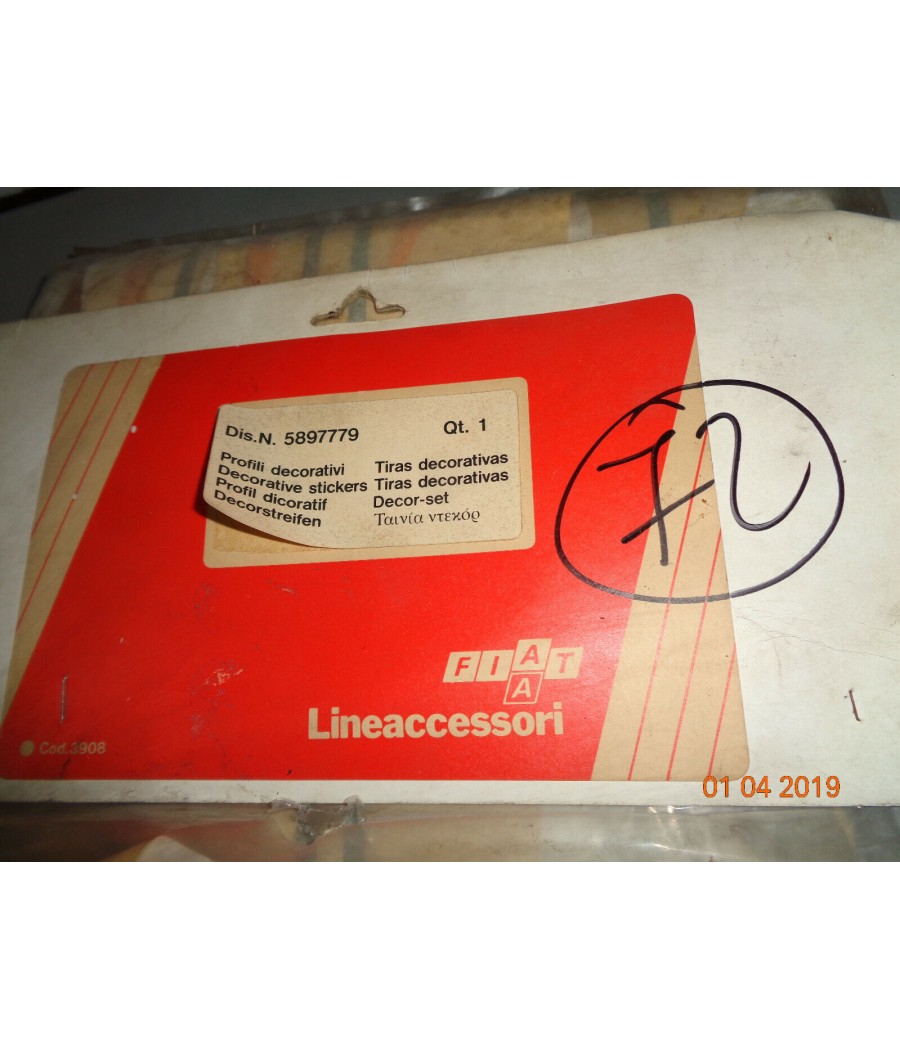 Dis.N. 5897779 Qt. 1
Profili decorativi Tiras decorativas
Decorative stickers Tiras decorativas
Profil dicoratif Decor-set
Decorstreifen Ταινία ντεκόρ
72
FIAT
A
Lineaccessori
Cod.3908
01 04 2019